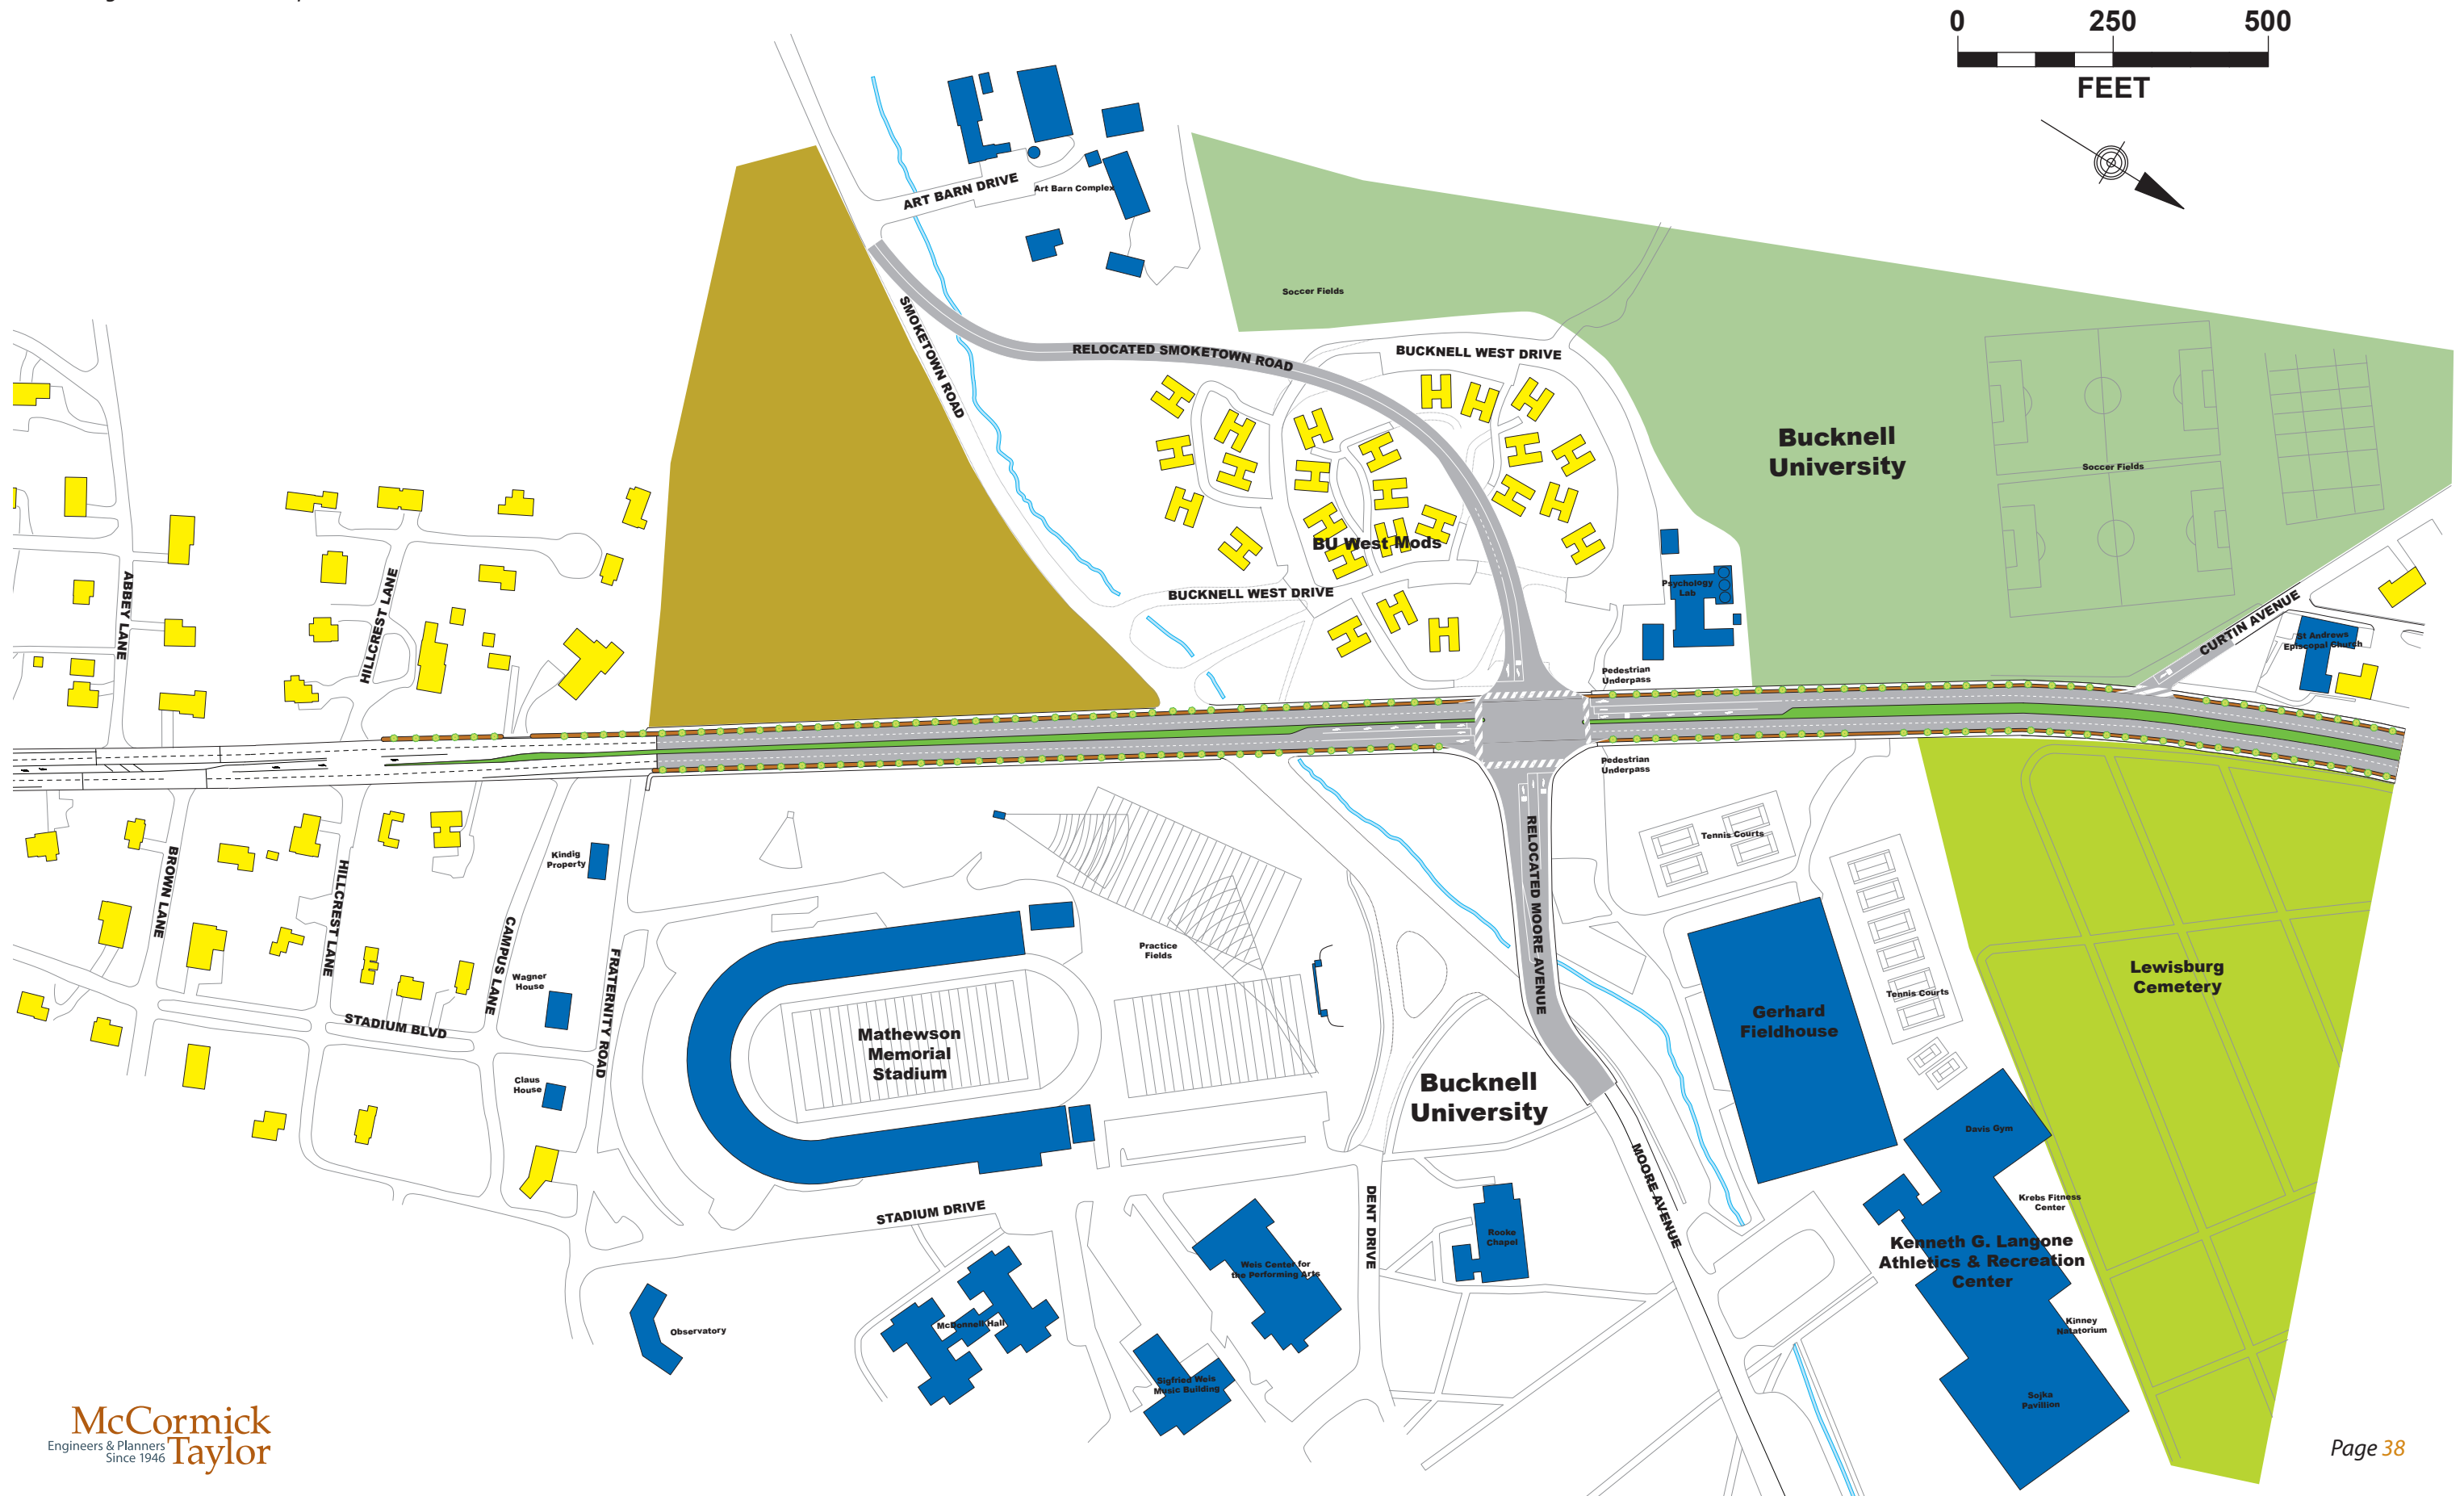 0 250 500
FEET
ART BARN DRIVE
Art Barn Complex
Soccer Fields
SMOKETOWN ROAD
RELOCATED SMOKETOWN ROAD
BUCKNELL WEST DRIVE
Bucknell
University
Soccer Fields
BU West Mods
BUCKNELL WEST DRIVE
Psychology
Lab
ABBEY LANE
HILLCREST LANE
CURTIN AVENUE
St Andrews
Episcopal Church
Pedestrian
Underpass
Pedestrian
Underpass
Tennis Courts
BROWN LANE
HILLCREST LANE
Kindig
Property
CAMPUS LANE
FRATERNITY ROAD
Wagner
House
STADIUM BLVD
Claus
House
Practice
Fields
Mathewson
Memorial
Stadium
RELOCATED MOORE AVENUE
Bucknell
University
Gerhard
Fieldhouse
Tennis Courts
Lewisburg
Cemetery
Davis Gym
Krebs Fitness
Center
Kenneth G. Langone
Athletics & Recreation
Center
Kinney
Natatorium
Sojka
Pavillion
MOORE AVENUE
DENT DRIVE
Rooke
Chapel
STADIUM DRIVE
Weis Center for
the Performing Arts
McDonnell Hall
Observatory
Sigfried Weis
Music Building
McCormick
Engineers & Planners
Since 1946
Taylor
Page 38